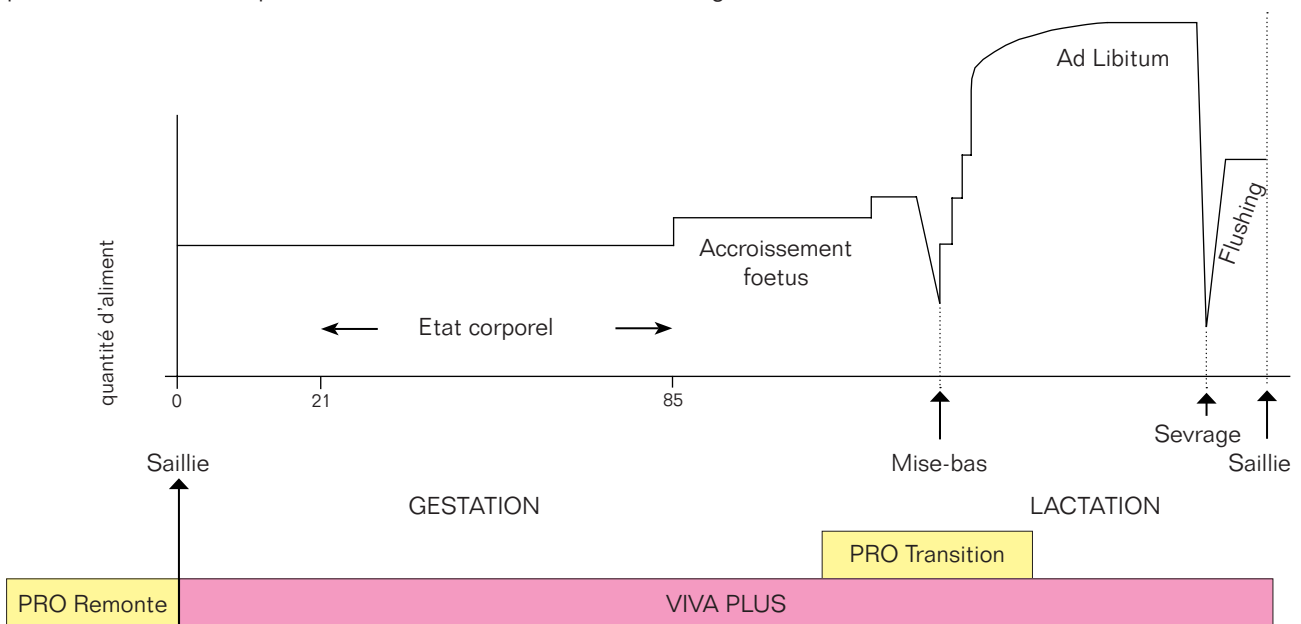 Ad Libitum
Flushing
Accroissement
foetus
quantité d'aliment
Etat corporel
0
21
85
Sevrage
Saillie
Mise-bas
Saillie
GESTATION
LACTATION
PRO Transition
PRO Remonte
VIVA PLUS